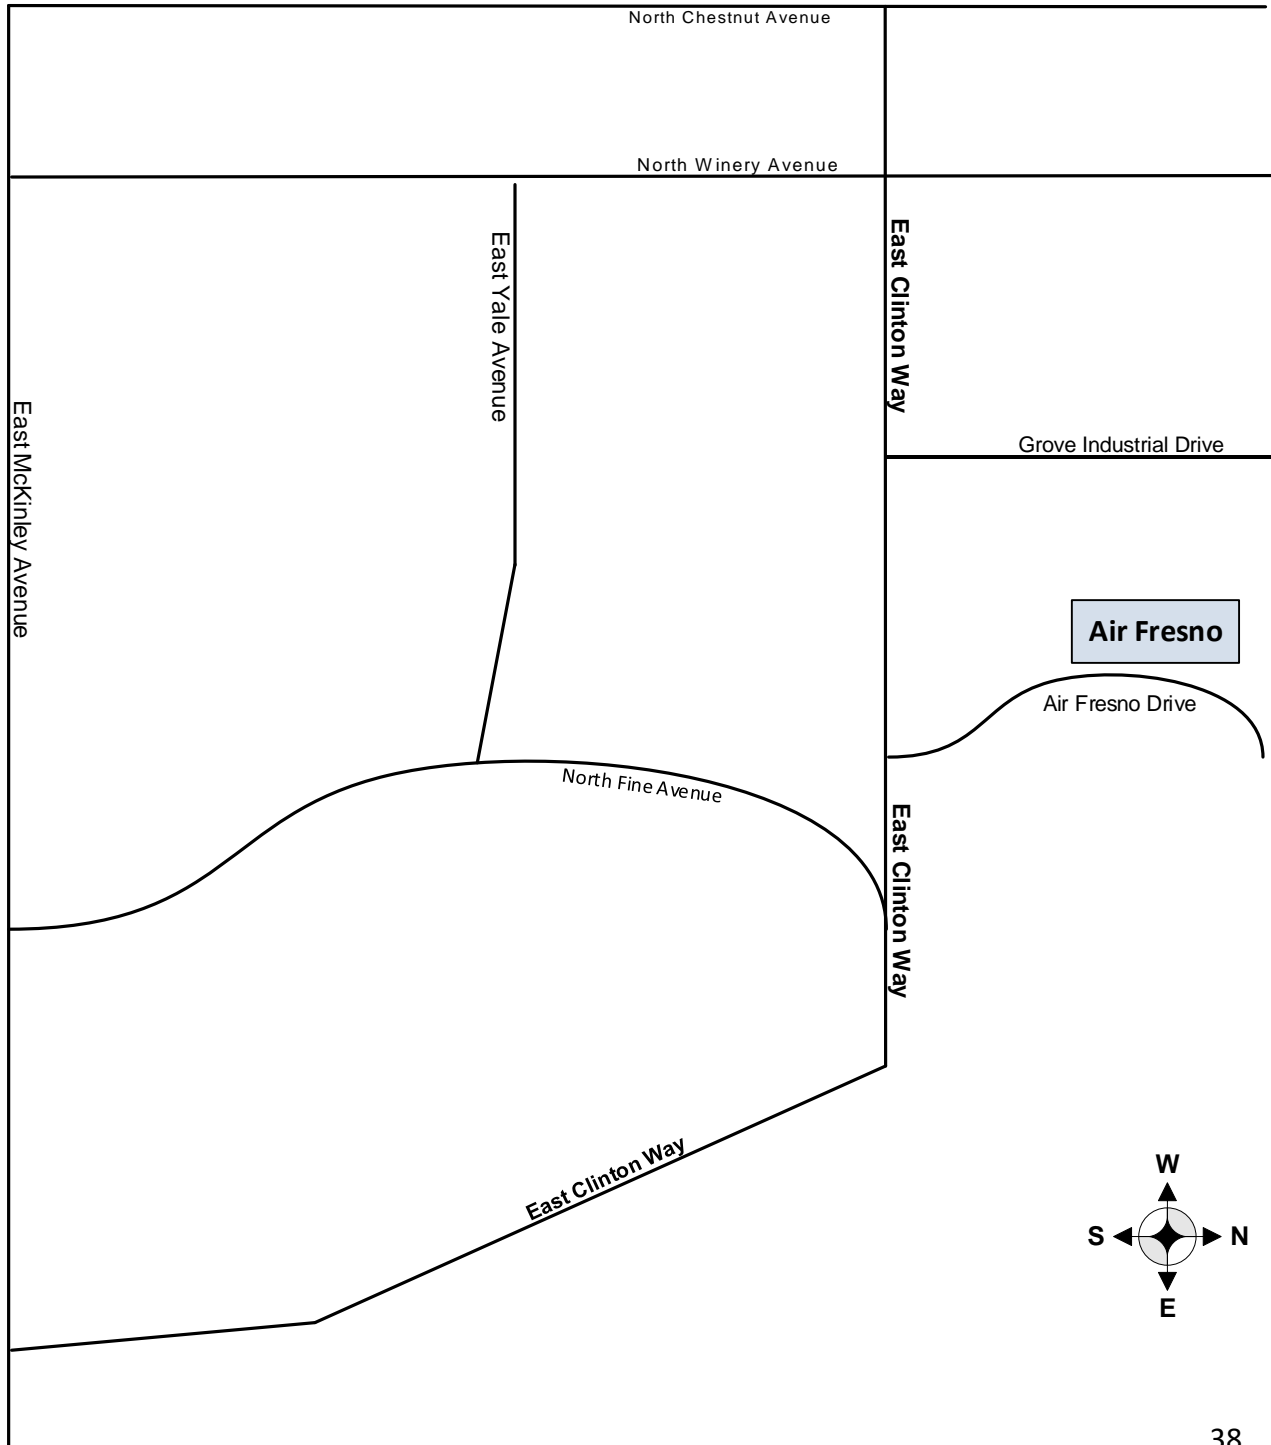 North Chestnut Avenue
North Winery Avenue
East Yale Avenue
East Clinton Way
East McKinley Avenue
Grove Industrial Drive
Air Fresno
Air Fresno Drive
North Fine Avenue
East Clinton Way
East Clinton Way
W
S
N
E
38